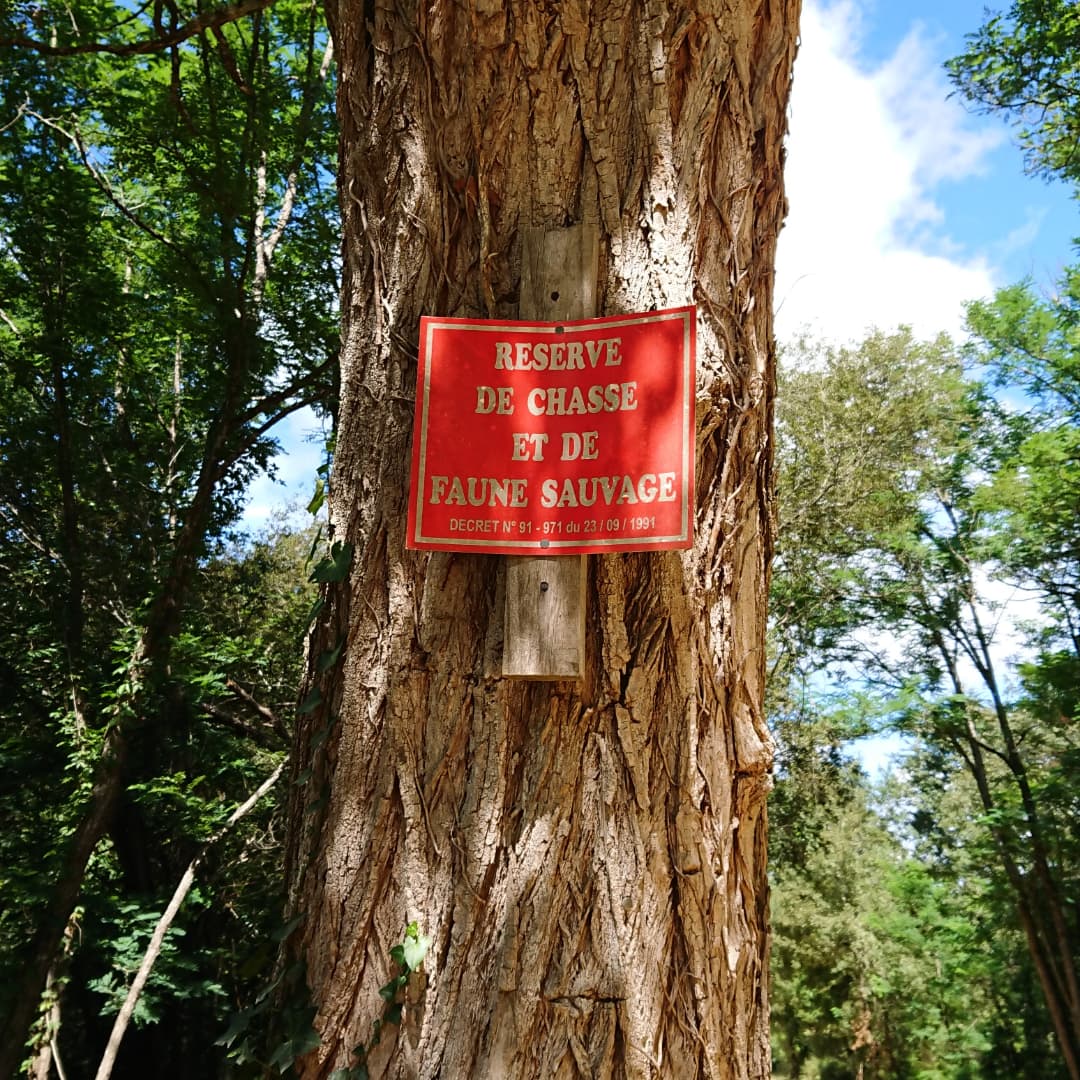 RESERVE
DE CHASSE
ET DE
FAUNE SAUVAGE
DECRET N° 91 - 971 du 23 / 09 / 1991